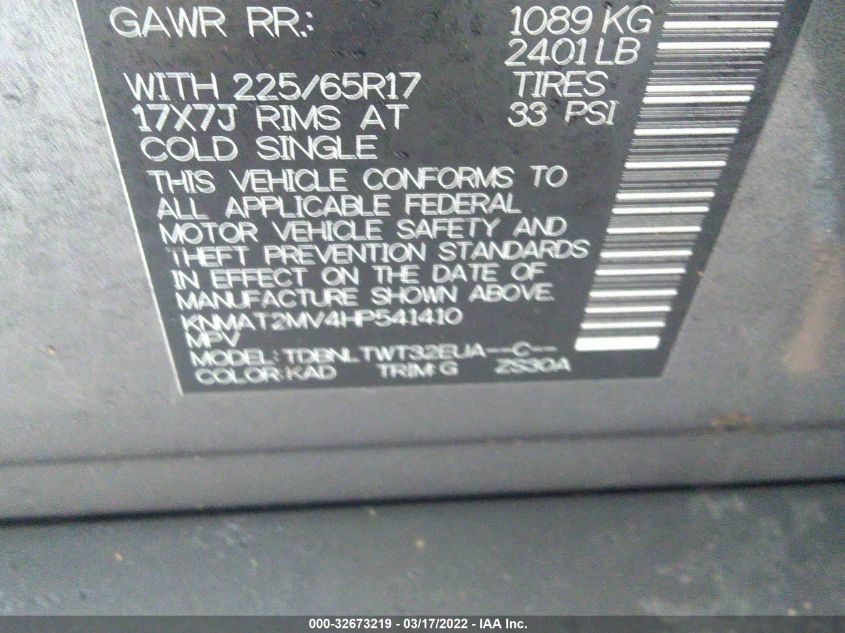 GAWR RR.: 1089 KG
2401 LB
WITH 225/65R17 TIRES
17X7J RIMS AT 33 PSI
COLD SINGLE
THIS VEHICLE CONFORMS TO
ALL APPLICABLE FEDERAL
MOTOR VEHICLE SAFETY AND
THEFT PREVENTION STANDARDS
IN EFFECT ON THE DATE OF
MANUFACTURE SHOWN ABOVE.
KNMAT2MV4HP541410
MPV
MODEL: TDBNLTWT32EUA--C--
COLOR:KAD TRIM:G ZS30A
000-32673219 - 03/17/2022 - IAA Inc.